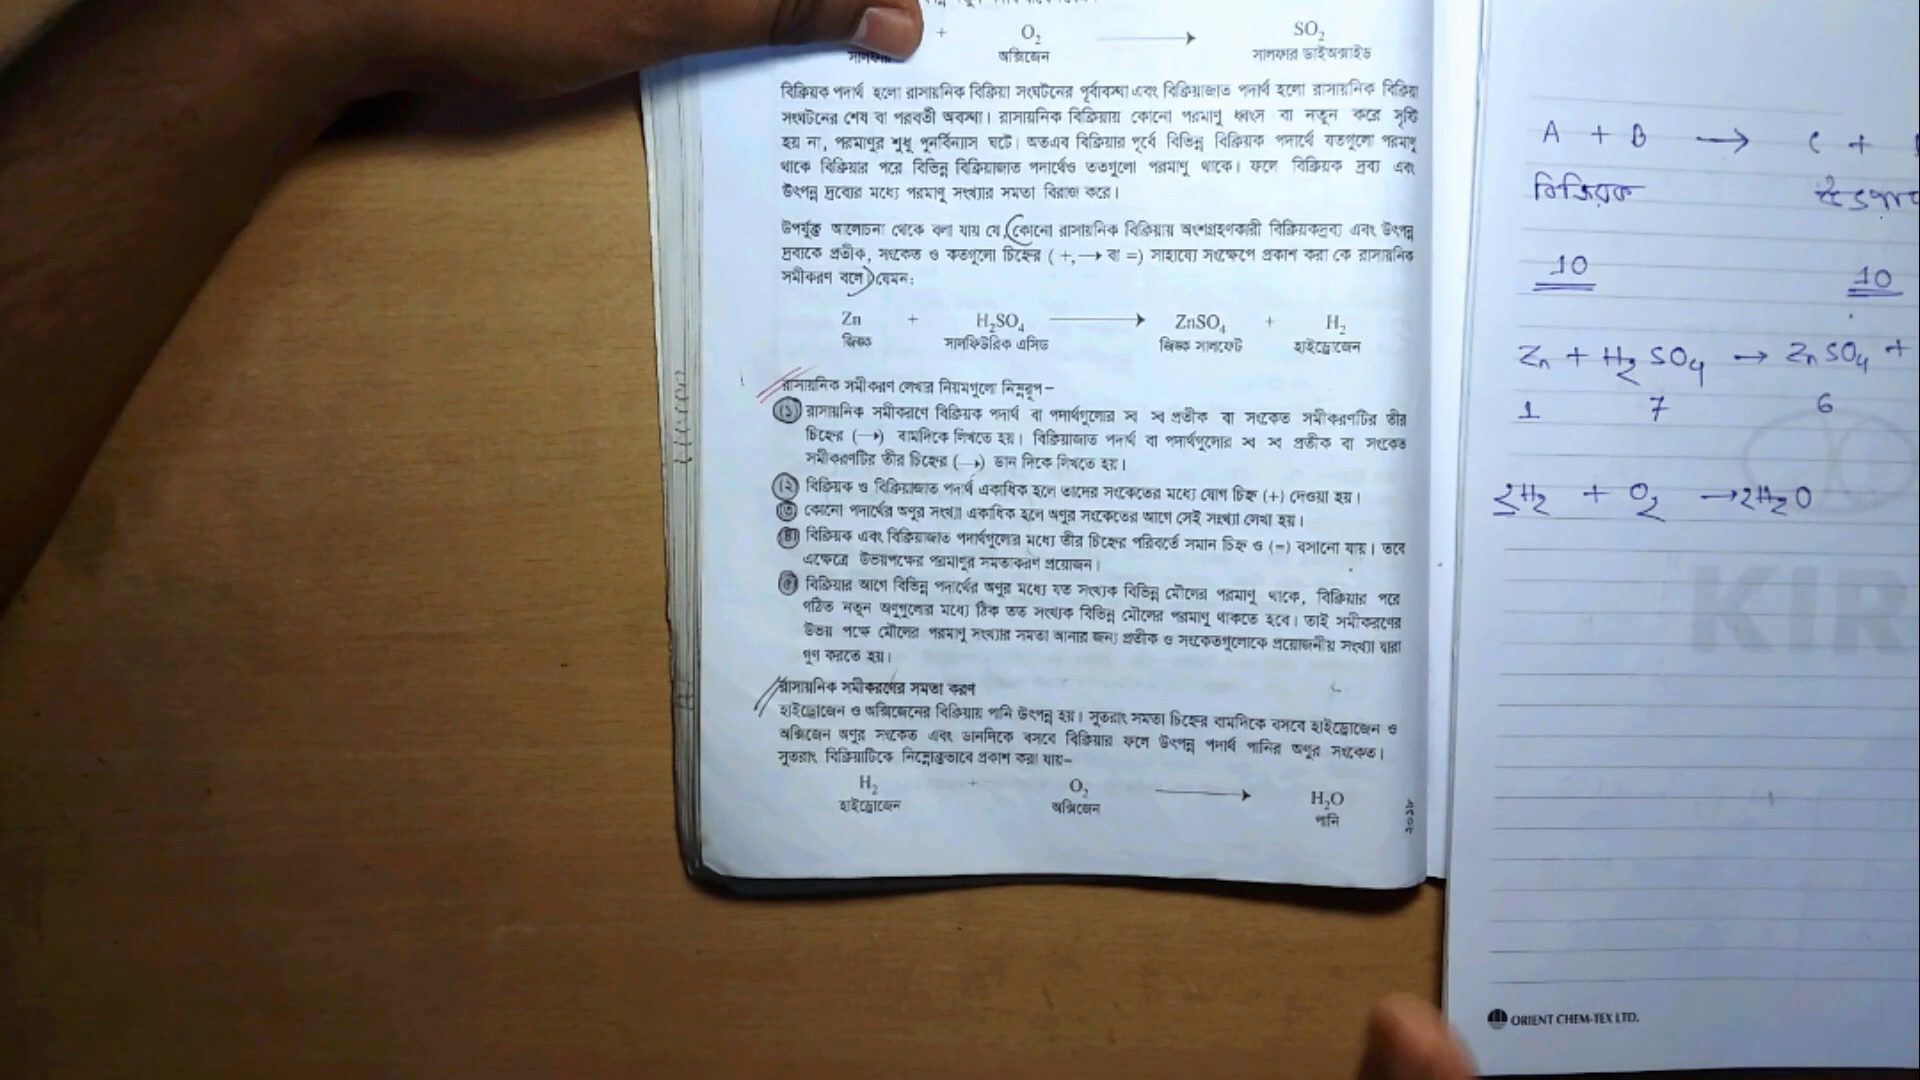 + O₂ → SO₂
সালফার অক্সিজেন সালফার ডাইঅক্সাইড
বিক্রিয়ক পদার্থ হলো রাসায়নিক বিক্রিয়া সংঘটনের পূর্বাবস্থা এবং বিক্রিয়াজাত পদার্থ হলো রাসায়নিক বিক্রিয়া
সংঘটনের শেষ বা পরবর্তী অবস্থা। রাসায়নিক বিক্রিয়ায় কোনো পরমাণু ধ্বংস বা নতুন করে সৃষ্টি
হয় না, পরমাণুর শুধু পুনর্বিন্যাস ঘটে। অতএব বিক্রিয়ার পূর্বে বিভিন্ন বিক্রিয়ক পদার্থে যতগুলো পরমাণু
থাকে বিক্রিয়ার পরে বিভিন্ন বিক্রিয়াজাত পদার্থেও ততগুলো পরমাণু থাকে। ফলে বিক্রিয়ক দ্রব্য এবং
উৎপন্ন দ্রব্যের মধ্যে পরমাণু সংখ্যার সমতা বিরাজ করে।
উপর্যুক্ত আলোচনা থেকে বলা যায় যে, কোনো রাসায়নিক বিক্রিয়ায় অংশগ্রহণকারী বিক্রিয়কদ্রব্য এবং উৎপন্ন
দ্রব্যকে প্রতীক, সংকেত ও কতগুলো চিহ্নের ( +, → বা =) সাহায্যে সংক্ষেপে প্রকাশ করা কে রাসায়নিক
সমীকরণ বলে। যেমন:
Zn + H₂SO₄ → ZnSO₄ + H₂
জিঙ্ক সালফিউরিক এসিড জিঙ্ক সালফেট হাইড্রোজেন
রাসায়নিক সমীকরণ লেখার নিয়মগুলো নিম্নরূপ–
(১) রাসায়নিক সমীকরণে বিক্রিয়ক পদার্থ বা পদার্থগুলোর স্ব স্ব প্রতীক বা সংকেত সমীকরণটির তীর
চিহ্নের (→) বামদিকে লিখতে হয়। বিক্রিয়াজাত পদার্থ বা পদার্থগুলোর স্ব স্ব প্রতীক বা সংকেত
সমীকরণটির তীর চিহ্নের (→) ডান দিকে লিখতে হয়।
(২) বিক্রিয়ক ও বিক্রিয়াজাত পদার্থ একাধিক হলে তাদের সংকেতের মধ্যে যোগ চিহ্ন (+) দেওয়া হয়।
(৩) কোনো পদার্থের অণুর সংখ্যা একাধিক হলে অণুর সংকেতের আগে সেই সংখ্যা লেখা হয়।
(৪) বিক্রিয়ক এবং বিক্রিয়াজাত পদার্থগুলোর মধ্যে তীর চিহ্নের পরিবর্তে সমান চিহ্ন ও (=) বসানো যায়। তবে
এক্ষেত্রে উভয়পক্ষের পরমাণুর সমতাকরণ প্রয়োজন।
(৫) বিক্রিয়ার আগে বিভিন্ন পদার্থের অণুর মধ্যে যত সংখ্যক বিভিন্ন মৌলের পরমাণু থাকে, বিক্রিয়ার পরে
গঠিত নতুন অণুগুলোর মধ্যে ঠিক তত সংখ্যক বিভিন্ন মৌলের পরমাণু থাকতে হবে। তাই সমীকরণের
উভয় পক্ষে মৌলের পরমাণু সংখ্যার সমতা আনার জন্য প্রতীক ও সংকেতগুলোকে প্রয়োজনীয় সংখ্যা দ্বারা
গুণ করতে হয়।
রাসায়নিক সমীকরণের সমতা করণ
হাইড্রোজেন ও অক্সিজেনের বিক্রিয়ায় পানি উৎপন্ন হয়। সুতরাং সমতা চিহ্নের বামদিকে বসবে হাইড্রোজেন ও
অক্সিজেন অণুর সংকেত এবং ডানদিকে বসবে বিক্রিয়ার ফলে উৎপন্ন পদার্থ পানির অণুর সংকেত।
সুতরাং বিক্রিয়াটিকে নিম্নোক্তভাবে প্রকাশ করা যায়–
H₂ + O₂ → H₂O
হাইড্রোজেন অক্সিজেন পানি
২০১৮
A + B → C +
বিক্রিয়ক
10 10
Zn + H₂SO₄ → ZnSO₄ +
1 7 6
2H₂ + O₂ → 2H₂O
KIR
ORIENT CHEM-TEX LTD.